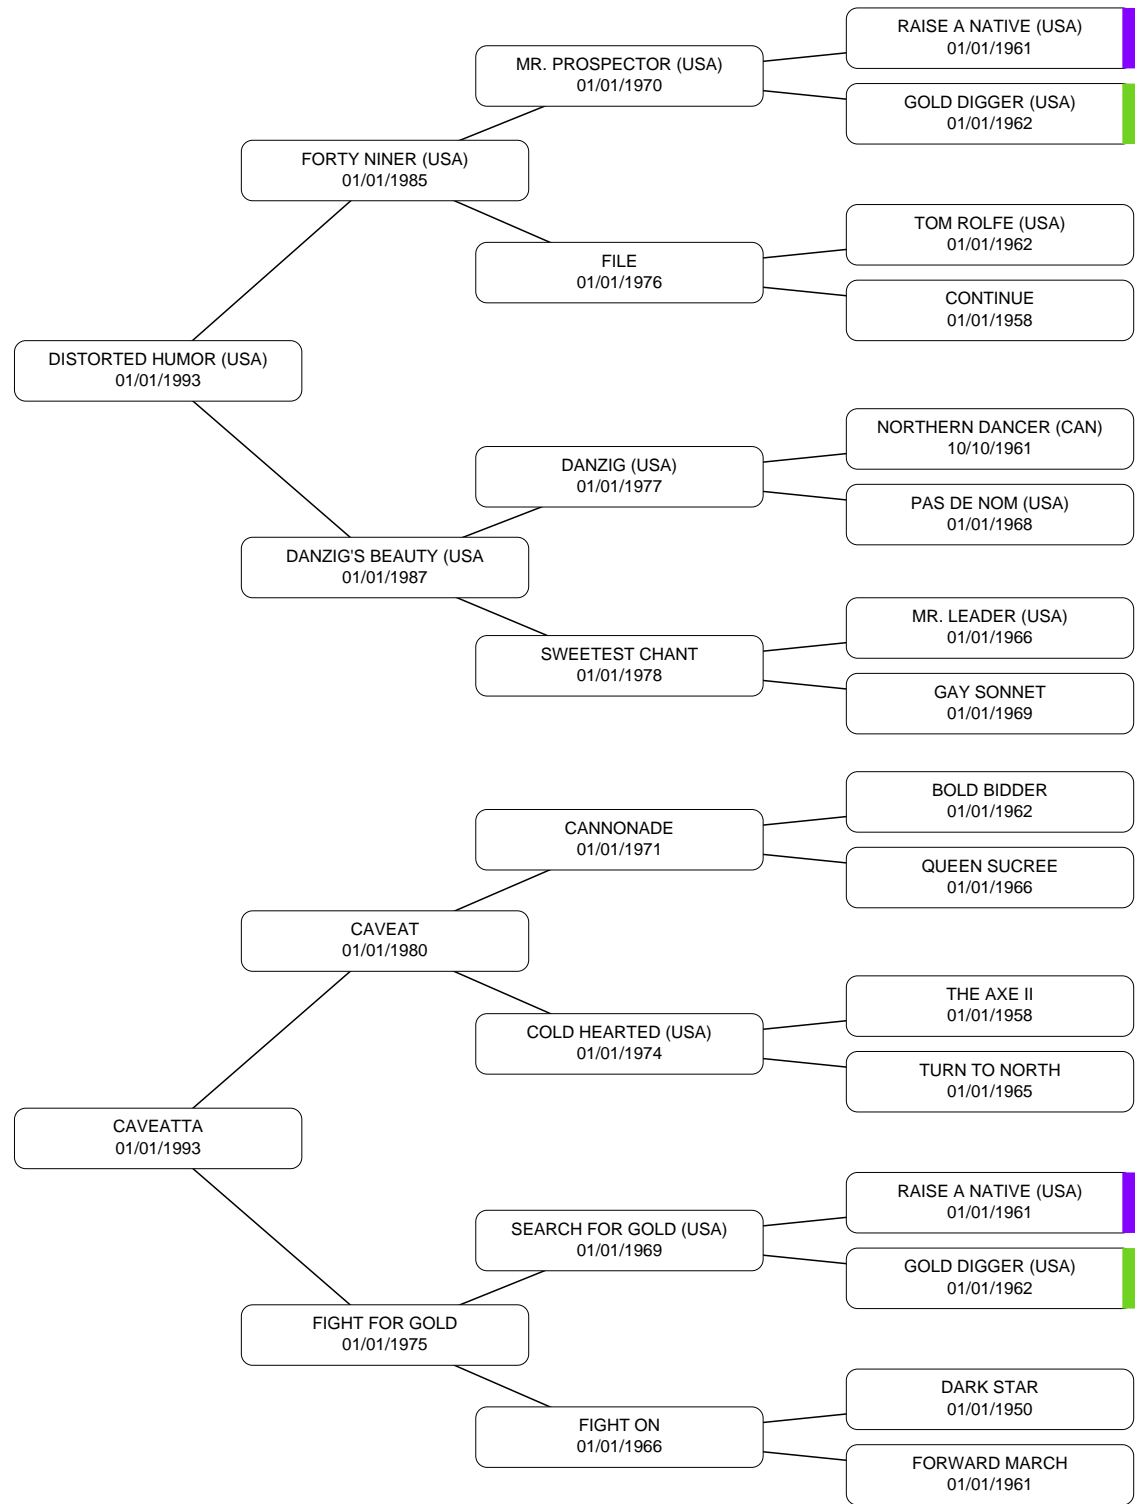 RAISE A NATIVE (USA)
01/01/1961
MR. PROSPECTOR (USA)
01/01/1970
GOLD DIGGER (USA)
01/01/1962
FORTY NINER (USA)
01/01/1985
TOM ROLFE (USA)
01/01/1962
FILE
01/01/1976
CONTINUE
01/01/1958
DISTORTED HUMOR (USA)
01/01/1993
NORTHERN DANCER (CAN)
10/10/1961
DANZIG (USA)
01/01/1977
PAS DE NOM (USA)
01/01/1968
DANZIG'S BEAUTY (USA
01/01/1987
MR. LEADER (USA)
01/01/1966
SWEETEST CHANT
01/01/1978
GAY SONNET
01/01/1969
BOLD BIDDER
01/01/1962
CANNONADE
01/01/1971
QUEEN SUCREE
01/01/1966
CAVEAT
01/01/1980
THE AXE II
01/01/1958
COLD HEARTED (USA)
01/01/1974
TURN TO NORTH
01/01/1965
CAVEATTA
01/01/1993
RAISE A NATIVE (USA)
01/01/1961
SEARCH FOR GOLD (USA)
01/01/1969
GOLD DIGGER (USA)
01/01/1962
FIGHT FOR GOLD
01/01/1975
DARK STAR
01/01/1950
FIGHT ON
01/01/1966
FORWARD MARCH
01/01/1961